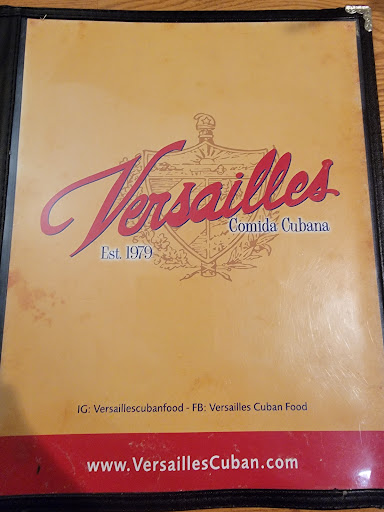 Versailles
Comida Cubana
Est. 1979
IG: Versaillescubanfood - FB: Versailles Cuban Food
www.VersaillesCuban.com